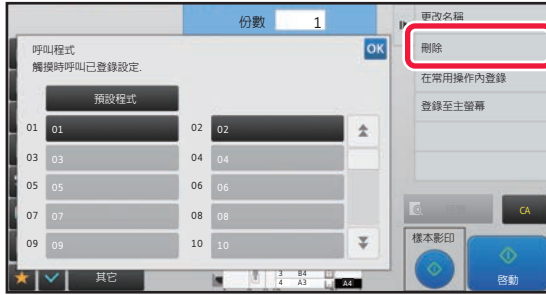 份數 1
更改名稱
呼叫程式
OK
刪除
觸摸時呼叫已登錄設定.
在常用操作內登錄
預設程式
登錄至主螢幕
01 01
02 02
03 03
04 04
05 05
06 06
07 07
08 08
CA
09 09
10 10
樣本影印
其它
3 B4
4 A3
A4
啓動